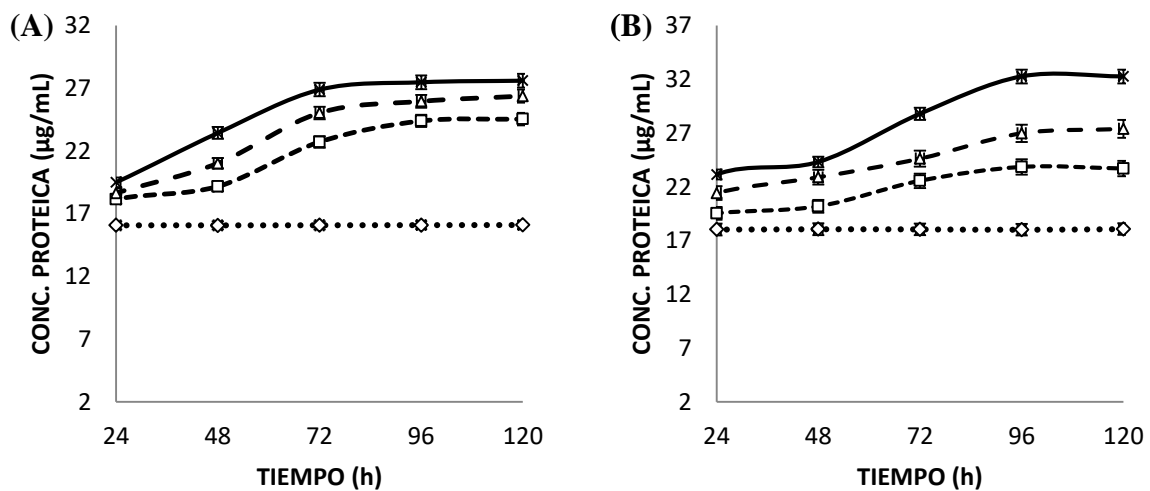 (A)
CONC. PROTEICA (µg/mL)
32
27
22
17
12
7
2
24 48 72 96 120
TIEMPO (h)
(B)
CONC. PROTEICA (µg/mL)
37
32
27
22
17
12
7
2
24 48 72 96 120
TIEMPO (h)